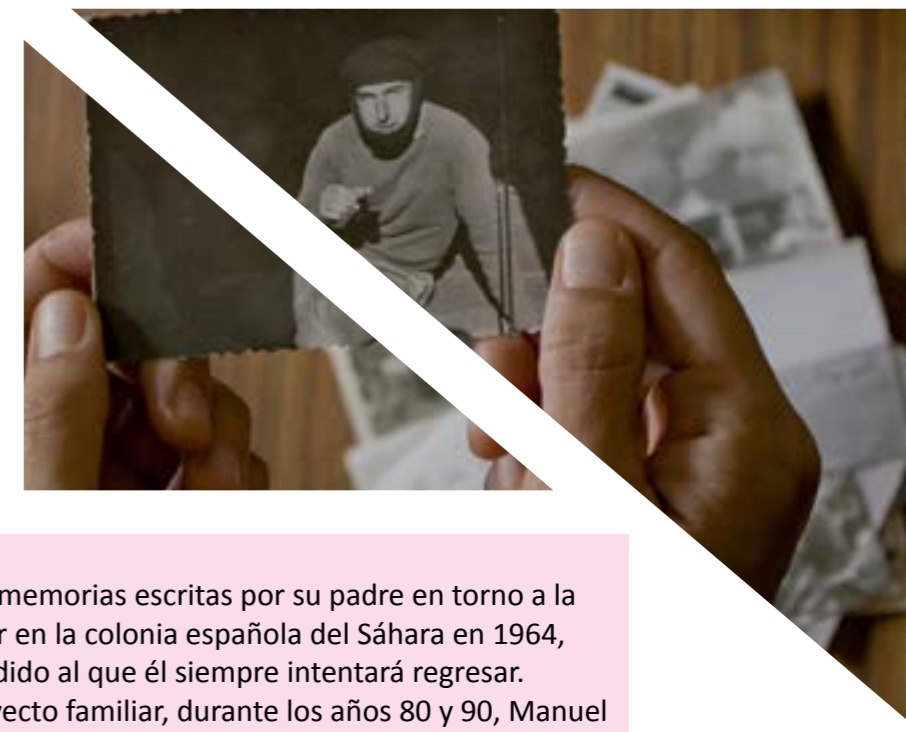 memorias escritas por su padre en torno a la
r en la colonia española del Sáhara en 1964,
dido al que él siempre intentará regresar.
yecto familiar, durante los años 80 y 90, Manuel